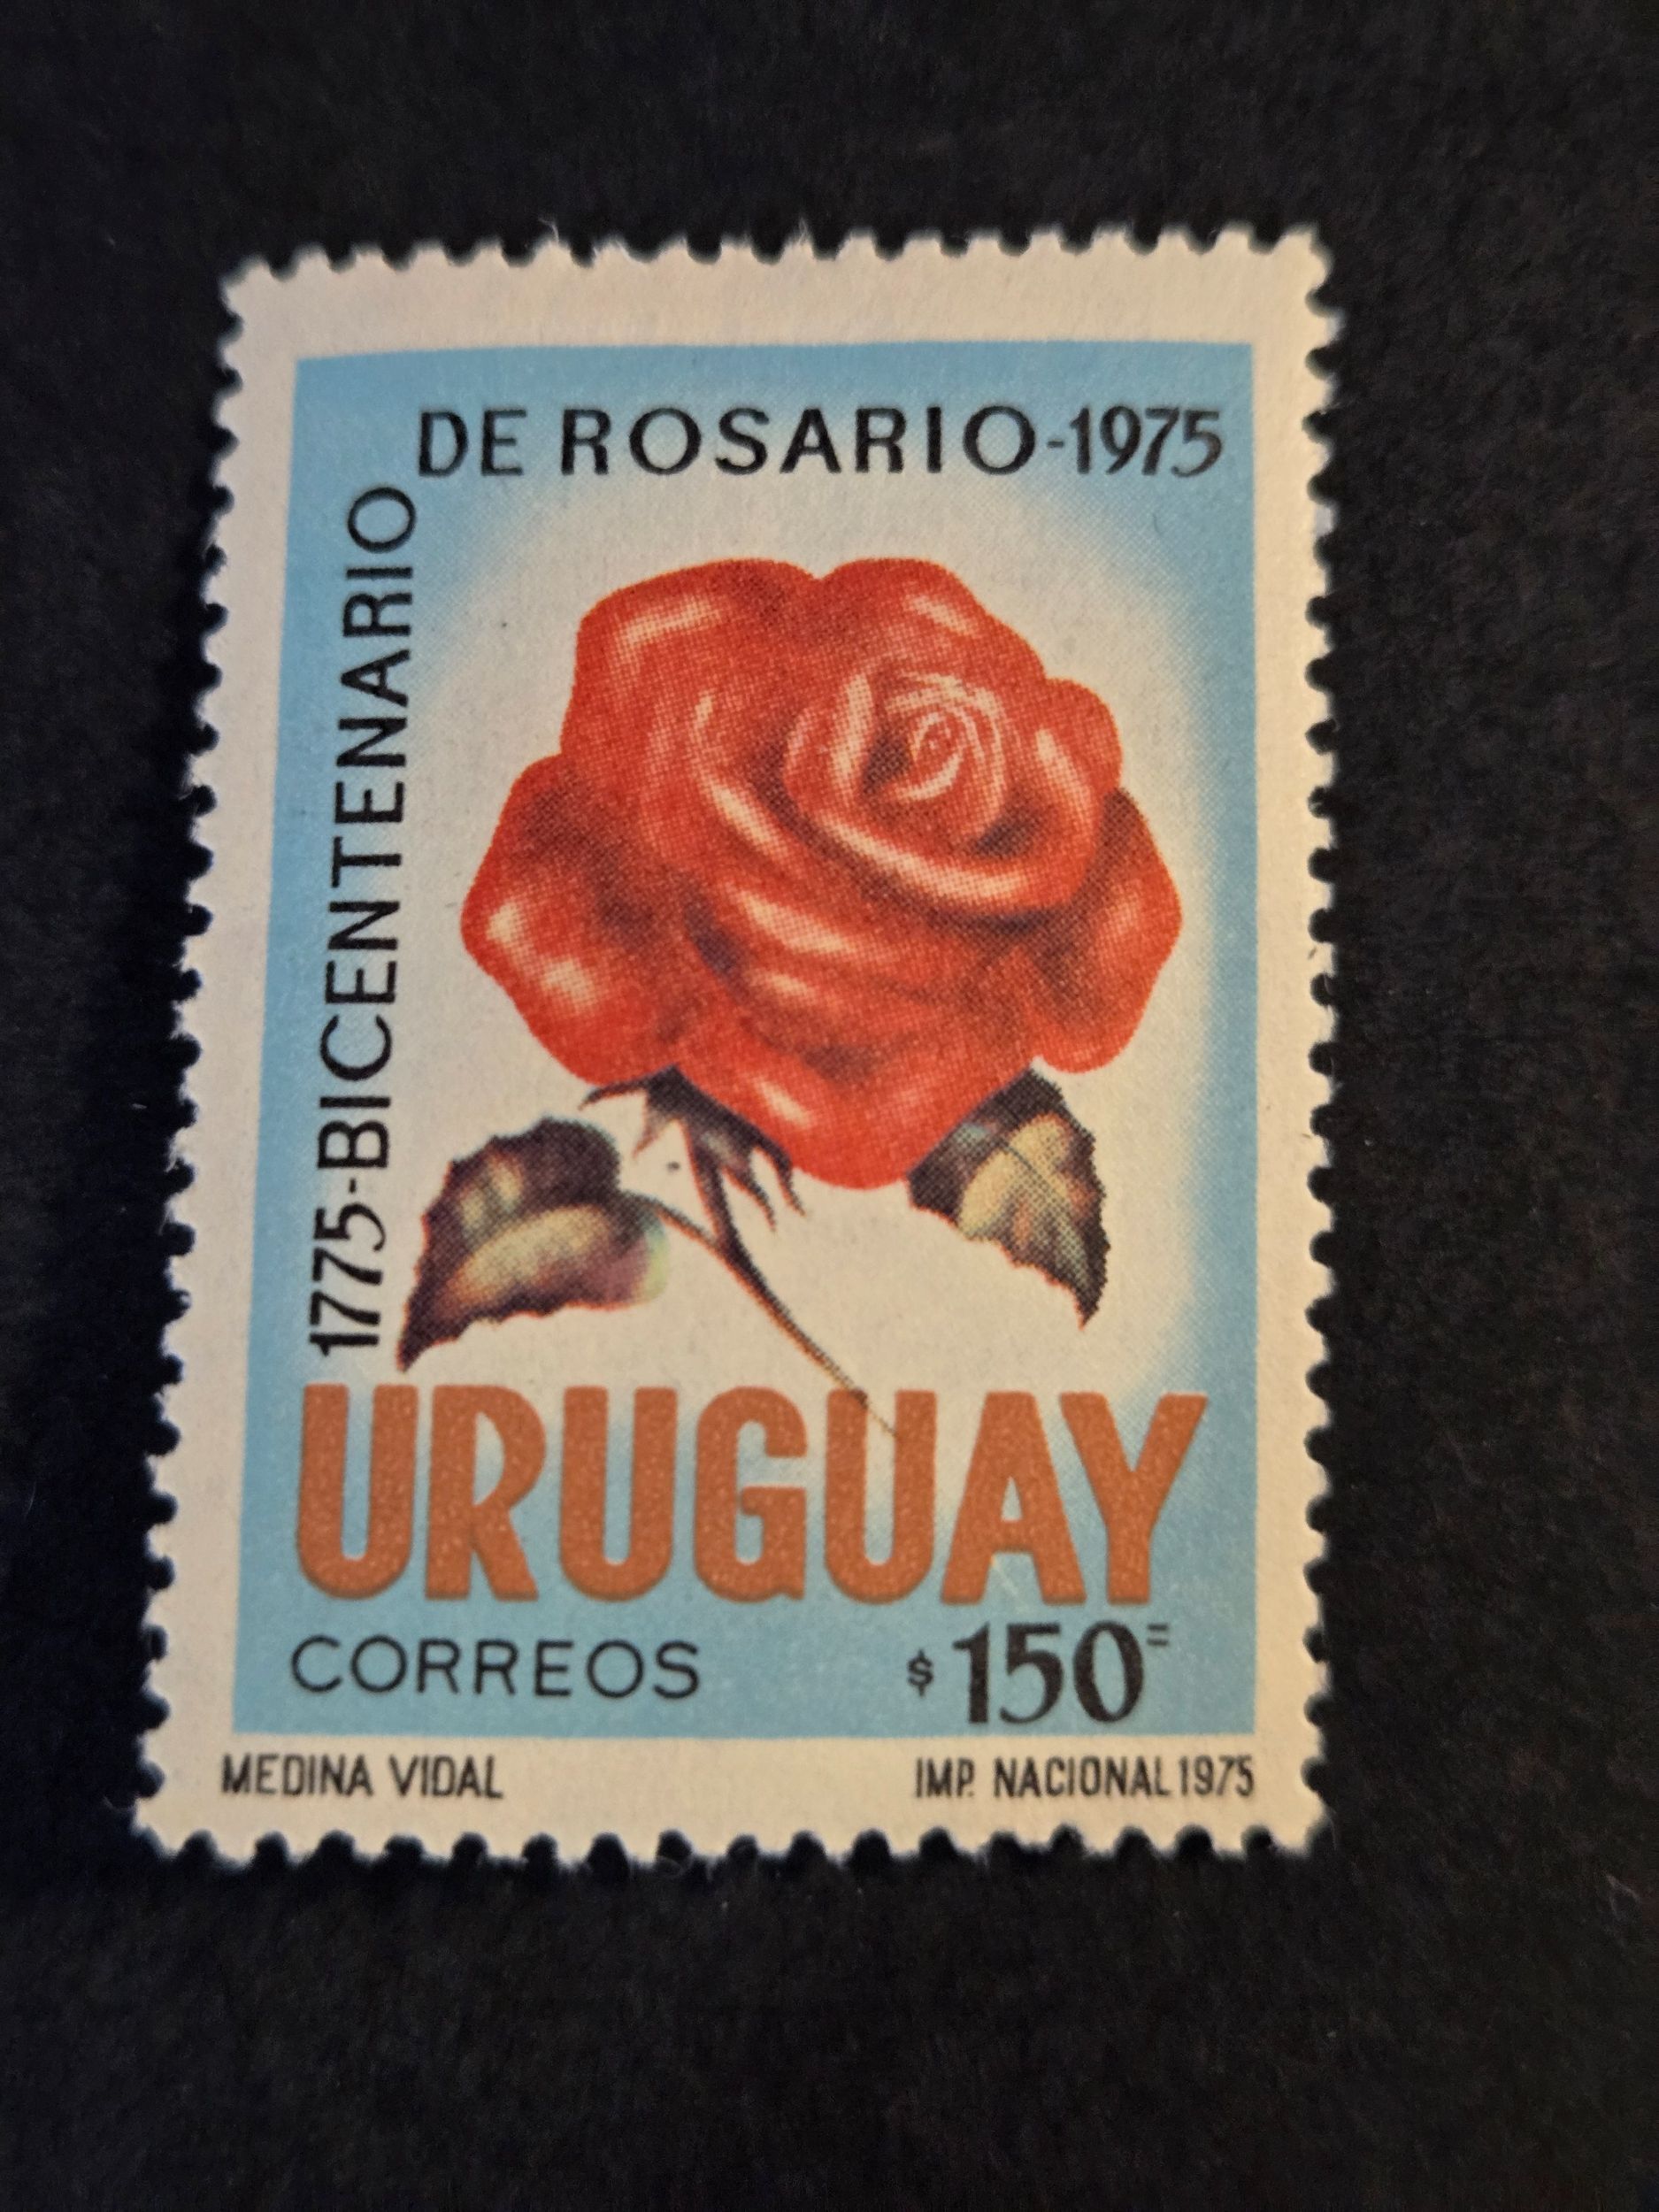 1775-BICENTENARIO
DE ROSARIO-1975
URUGUAY
CORREOS
$150=
MEDINA VIDAL
IMP. NACIONAL 1975